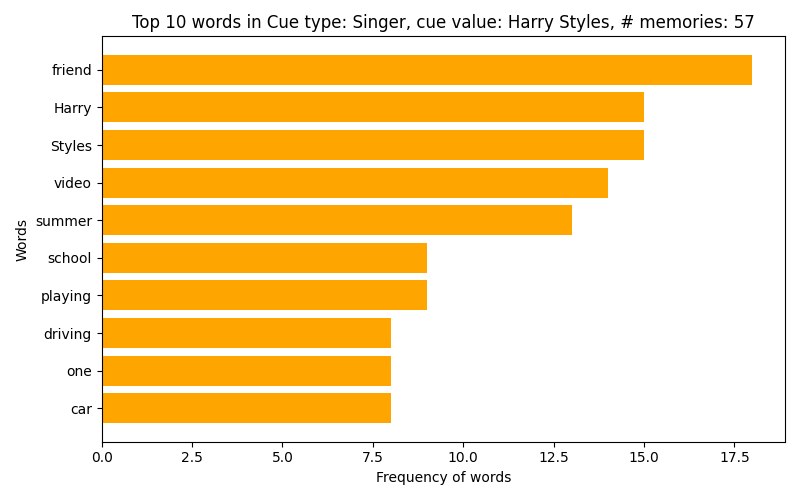 Top 10 words in Cue type: Singer, cue value: Harry Styles, # memories: 57
Words
friend
Harry
Styles
video
summer
school
playing
driving
one
car
0.0 2.5 5.0 7.5 10.0 12.5 15.0 17.5
Frequency of words